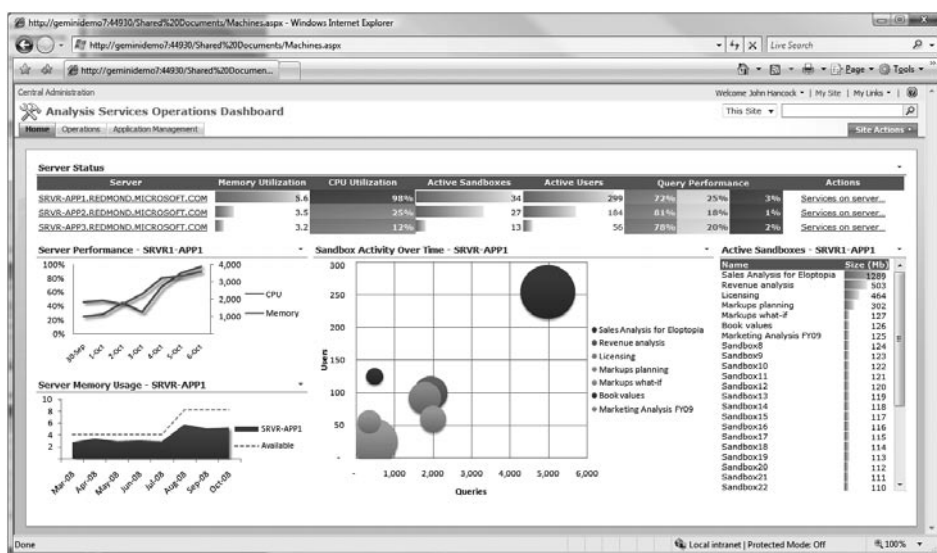 http://geminidemo7:44930/Shared%20Documents/Machines.aspx - Windows Internet Explorer
http://geminidemo7:44930/Shared%20Documents/Machines.aspx
Live Search
http://geminidemo7:44930/Shared%20Documen...
Page Tools
Central Administration
Welcome John Hancock | My Site | My Links |
Analysis Services Operations Dashboard
This Site
Home Operations Application Management
Site Actions
Server Status
Server Memory Utilization CPU Utilization Active Sandboxes Active Users Query Performance Actions
SRVR-APP1.REDMOND.MICROSOFT.COM 5.6 98% 34 299 72% 25% 3% Services on server...
SRVR-APP2.REDMOND.MICROSOFT.COM 3.5 25% 27 184 81% 18% 1% Services on server...
SRVR-APP3.REDMOND.MICROSOFT.COM 3.2 12% 13 56 78% 20% 2% Services on server...
Server Performance - SRVR1-APP1
100%
80%
60%
40%
20%
0%
4,000
3,000
2,000
1,000
CPU
Memory
30-Sep 1-Oct 2-Oct 3-Oct 4-Oct 5-Oct 6-Oct
Server Memory Usage - SRVR-APP1
10
8
6
4
2
SRVR-APP1
Available
Mar-08 Apr-08 May-08 Jun-08 Jul-08 Aug-08 Sep-08 Oct-08
Sandbox Activity Over Time - SRVR-APP1
300
250
200
150
100
50
-
Users
- 1,000 2,000 3,000 4,000 5,000 6,000
Queries
Sales Analysis for Eloptopia
Revenue analysis
Licensing
Markups planning
Markups what-if
Book values
Marketing Analysis FY09
Active Sandboxes - SRVR1-APP1
Name Size (Mb)
Sales Analysis for Eloptopia 1289
Revenue analysis 503
Licensing 464
Markups planning 302
Markups what-if 127
Book values 126
Marketing Analysis FY09 125
Sandbox8 124
Sandbox9 123
Sandbox10 122
Sandbox11 121
Sandbox12 120
Sandbox13 119
Sandbox14 118
Sandbox15 117
Sandbox16 116
Sandbox17 115
Sandbox18 114
Sandbox19 113
Sandbox20 112
Sandbox21 111
Sandbox22 110
Done
Local intranet | Protected Mode: Off
100%